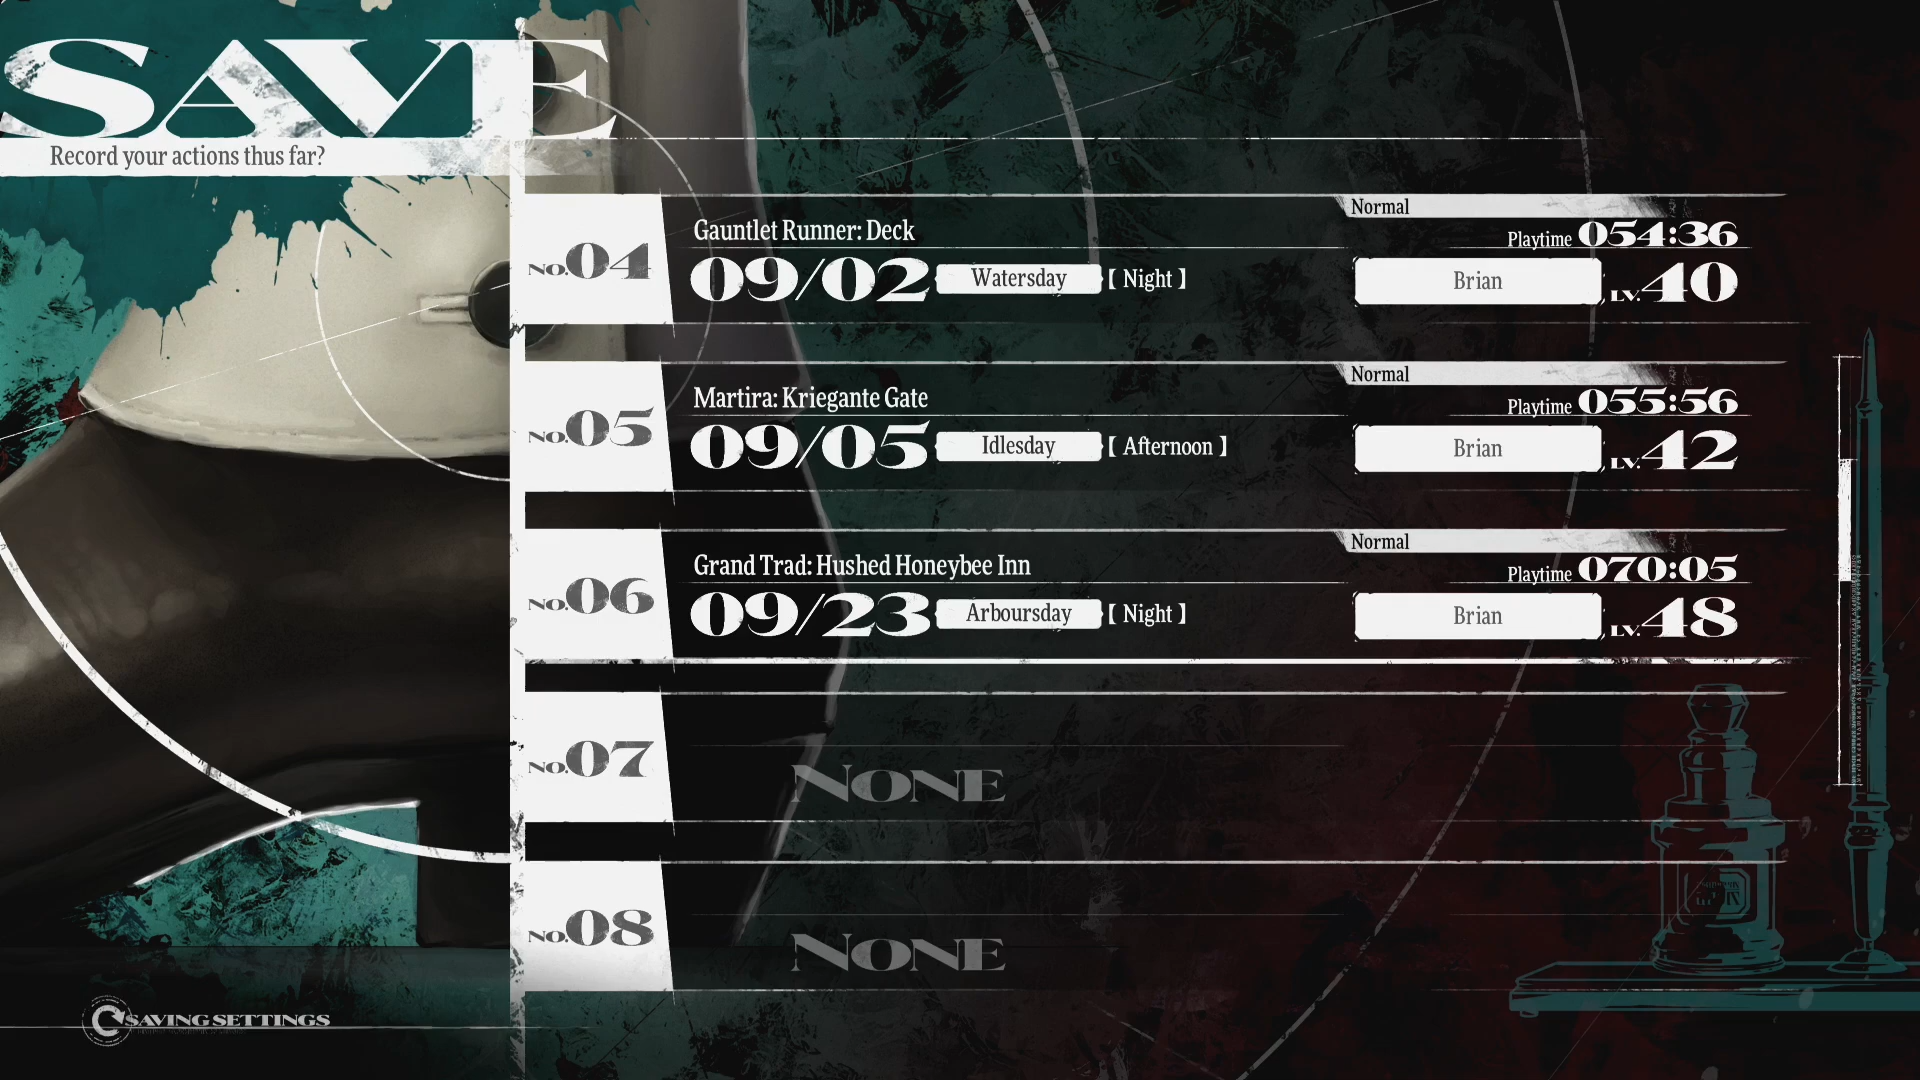 SAVE
Record your actions thus far?
No.04
Gauntlet Runner: Deck
Normal
Playtime 054:36
09/02 Watersday 【 Night 】
Brian LV.40
No.05
Martira: Kriegante Gate
Normal
Playtime 055:56
09/05 Idlesday 【 Afternoon 】
Brian LV.42
No.06
Grand Trad: Hushed Honeybee Inn
Normal
Playtime 070:05
09/23 Arboursday 【 Night 】
Brian LV.48
No.07
NONE
No.08
NONE
SAVING SETTINGS